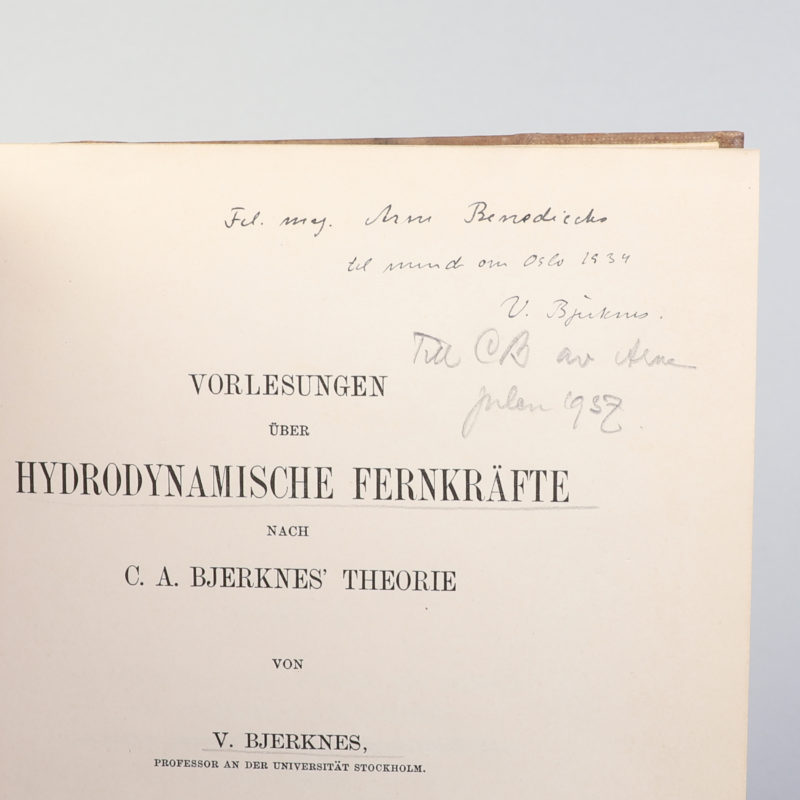 Fil. mag. Arne Benedicks
til minde om Oslo 1934
V. Bjerknes.
Till CB av Arne
julen 1937.
VORLESUNGEN
ÜBER
HYDRODYNAMISCHE FERNKRÄFTE
NACH
C. A. BJERKNES' THEORIE
VON
V. BJERKNES,
PROFESSOR AN DER UNIVERSITÄT STOCKHOLM.